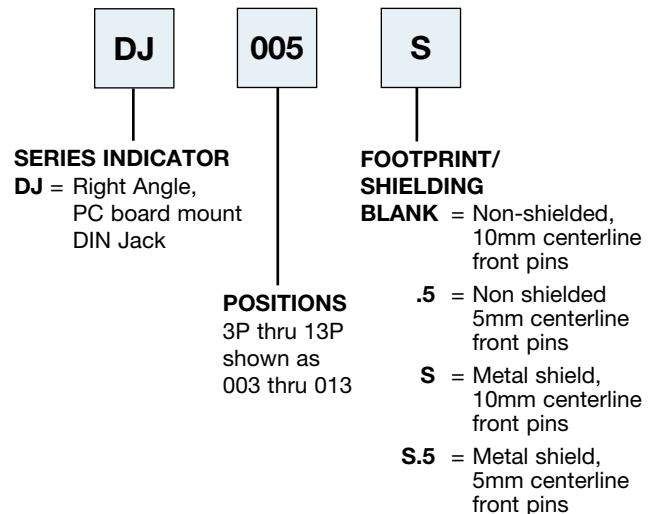 DJ 005 S
SERIES INDICATOR
DJ = Right Angle,
PC board mount
DIN Jack
POSITIONS
3P thru 13P
shown as
003 thru 013
FOOTPRINT/
SHIELDING
BLANK = Non-shielded,
10mm centerline
front pins
.5 = Non shielded
5mm centerline
front pins
S = Metal shield,
10mm centerline
front pins
S.5 = Metal shield,
5mm centerline
front pins